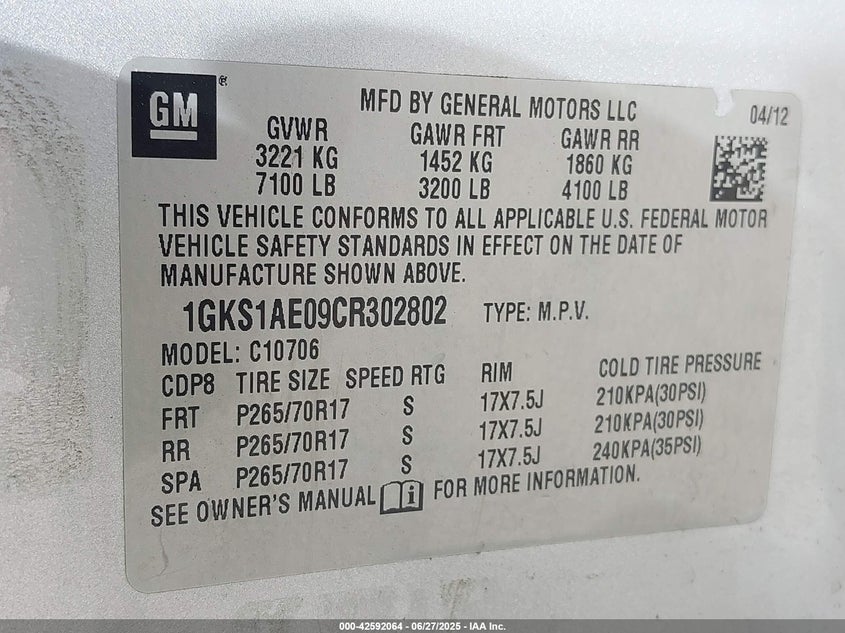 GM®
MFD BY GENERAL MOTORS LLC
04/12
GVWR GAWR FRT GAWR RR
3221 KG 1452 KG 1860 KG
7100 LB 3200 LB 4100 LB
THIS VEHICLE CONFORMS TO ALL APPLICABLE U.S. FEDERAL MOTOR
VEHICLE SAFETY STANDARDS IN EFFECT ON THE DATE OF
MANUFACTURE SHOWN ABOVE.
1GKS1AE09CR302802 TYPE: M.P.V.
MODEL: C10706
CDP8 TIRE SIZE SPEED RTG RIM COLD TIRE PRESSURE
FRT P265/70R17 S 17X7.5J 210KPA(30PSI)
RR P265/70R17 S 17X7.5J 210KPA(30PSI)
SPA P265/70R17 S 17X7.5J 240KPA(35PSI)
SEE OWNER'S MANUAL i FOR MORE INFORMATION.
000-42592064 - 06/27/2025 - IAA Inc.